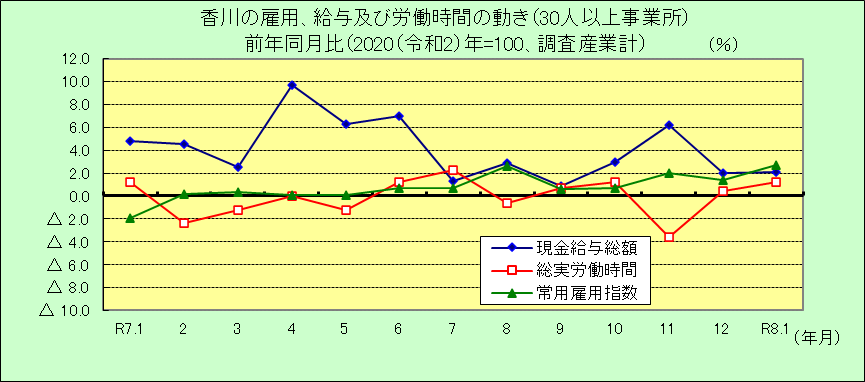 香川の雇用、給与及び労働時間の動き(30人以上事業所)
前年同月比(2020(令和2)年=100、調査産業計)
(%)
12.0
10.0
8.0
6.0
4.0
2.0
0.0
△ 2.0
△ 4.0
△ 6.0
△ 8.0
△ 10.0
現金給与総額
総実労働時間
常用雇用指数
R7.1 2 3 4 5 6 7 8 9 10 11 12 R8.1
(年月)